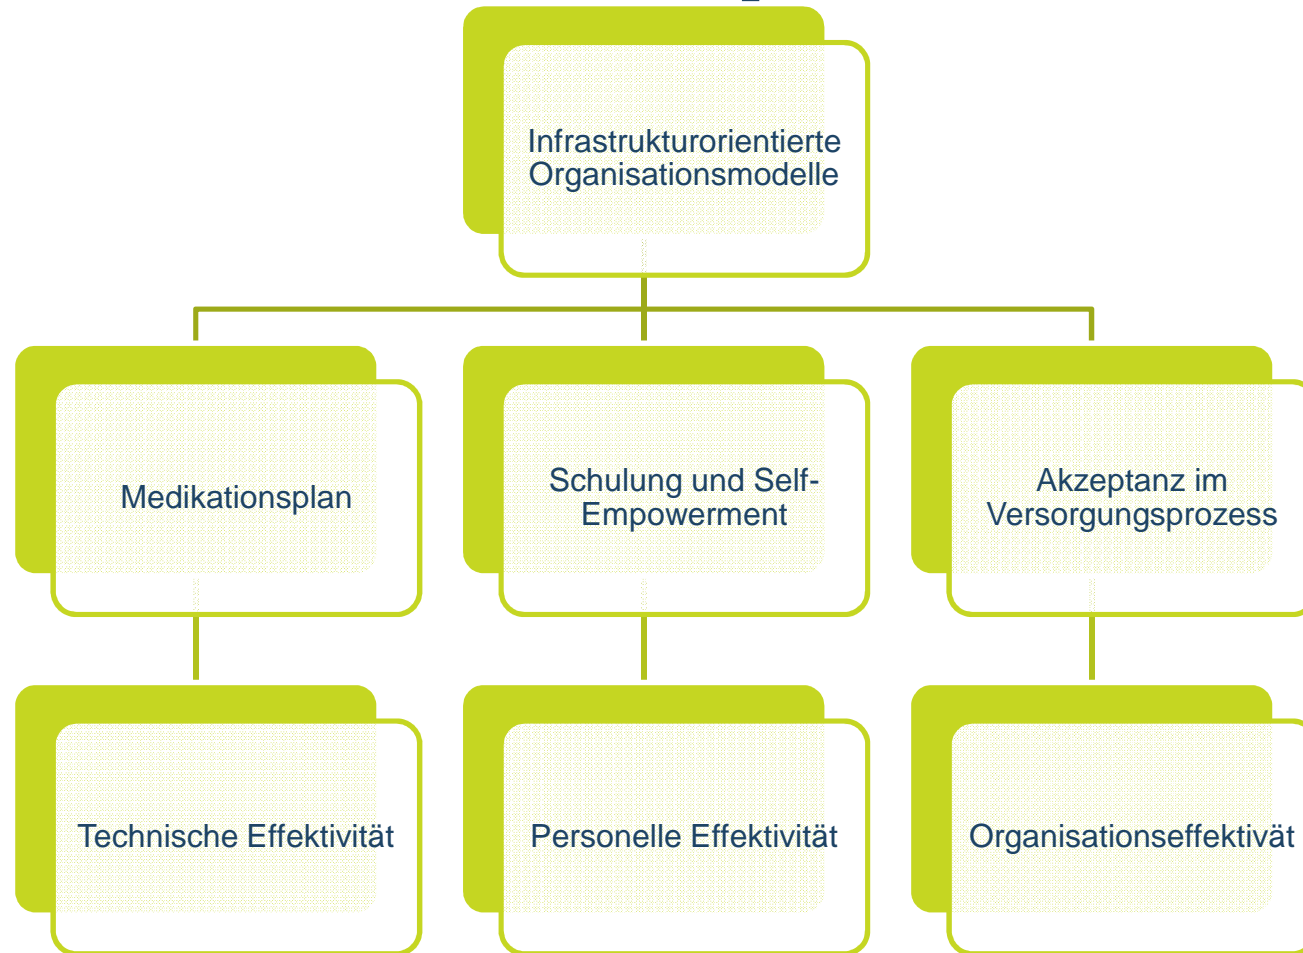 Infrastrukturorientierte
Organisationsmodelle
Medikationsplan
Schulung und Self-
Empowerment
Akzeptanz im
Versorgungsprozess
Technische Effektivität
Personelle Effektivität
Organisationseffektivät